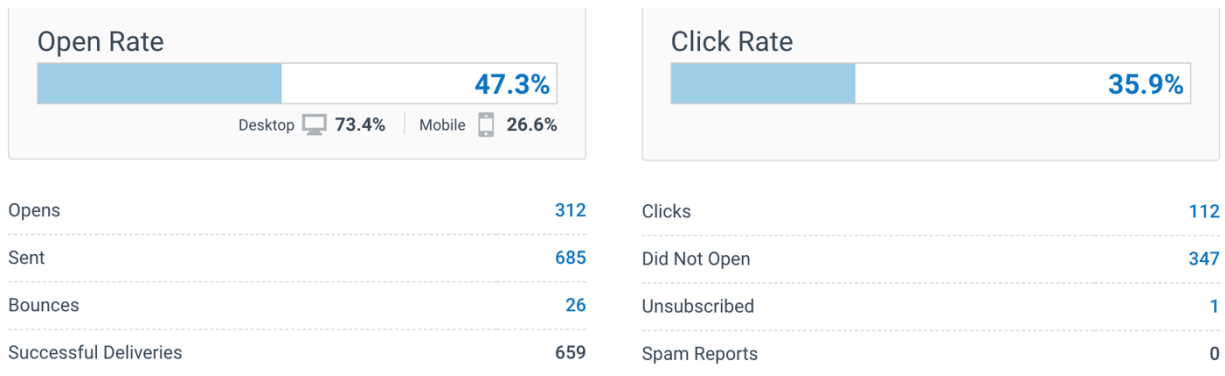 Open Rate
47.3%
Desktop 73.4% Mobile 26.6%
Opens 312
Sent 685
Bounces 26
Successful Deliveries 659
Click Rate
35.9%
Clicks 112
Did Not Open 347
Unsubscribed 1
Spam Reports 0